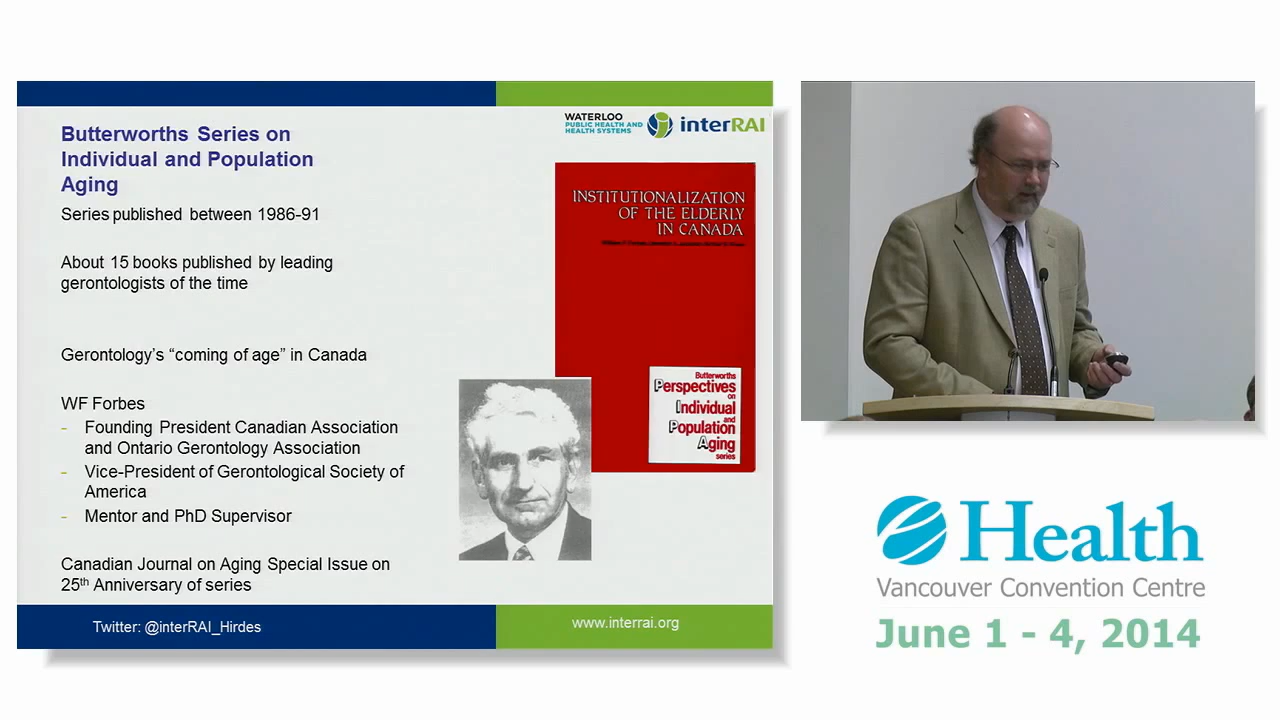 Butterworths Series on
Individual and Population
Aging
Series published between 1986-91
About 15 books published by leading
gerontologists of the time
Gerontology’s “coming of age” in Canada
WF Forbes
- Founding President Canadian Association
and Ontario Gerontology Association
- Vice-President of Gerontological Society of
America
- Mentor and PhD Supervisor
Canadian Journal on Aging Special Issue on
25th Anniversary of series
WATERLOO
PUBLIC HEALTH AND
HEALTH SYSTEMS
interRAI
INSTITUTIONALIZATION
OF THE ELDERLY
IN CANADA
Butterworths
Perspectives
on
Individual
and
Population
Aging
series
Twitter: @interRAI_Hirdes
www.interrai.org
eHealth
Vancouver Convention Centre
June 1 - 4, 2014